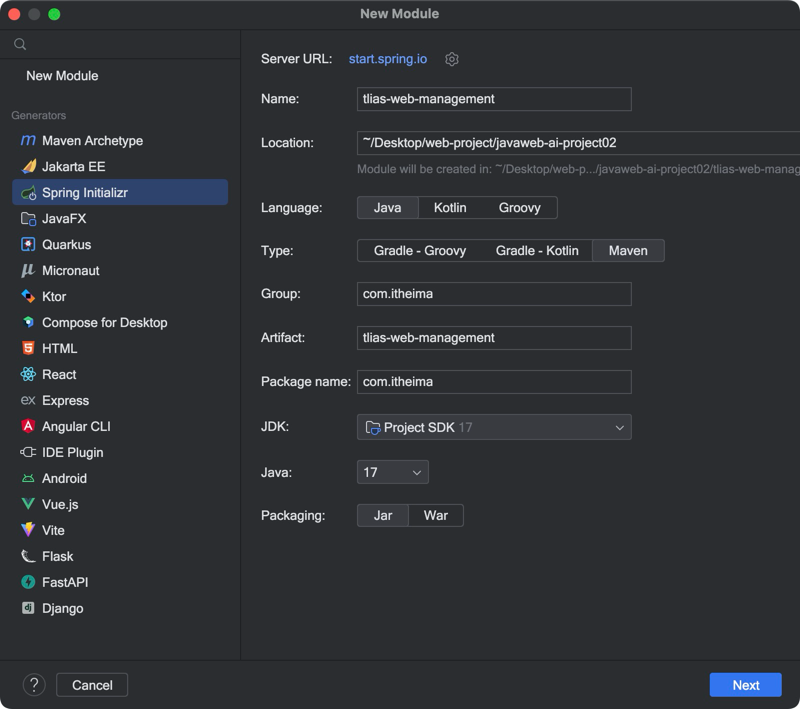 New Module
New Module
Generators
Maven Archetype
Jakarta EE
Spring Initializr
JavaFX
Quarkus
Micronaut
Ktor
Compose for Desktop
HTML
React
Express
Angular CLI
IDE Plugin
Android
Vue.js
Vite
Flask
FastAPI
Django
Server URL: start.spring.io
Name: tlias-web-management
Location: ~/Desktop/web-project/javaweb-ai-project02
Module will be created in: ~/Desktop/web-p.../javaweb-ai-project02/tlias-web-manag
Language: Java Kotlin Groovy
Type: Gradle - Groovy Gradle - Kotlin Maven
Group: com.itheima
Artifact: tlias-web-management
Package name: com.itheima
JDK: Project SDK 17
Java: 17
Packaging: Jar War
? Cancel Next